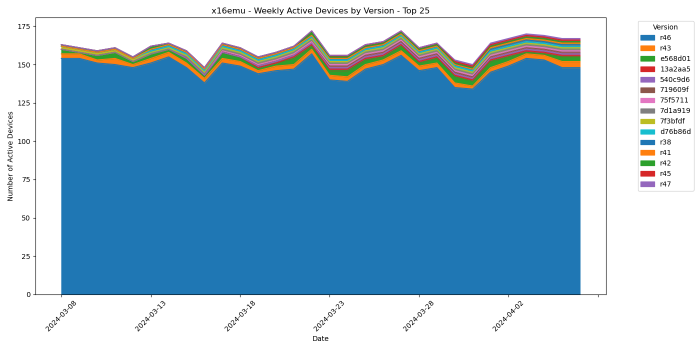 x16emu - Weekly Active Devices by Version - Top 25
Number of Active Devices
175
150
125
100
75
50
25
0
2024-03-08
2024-03-13
2024-03-18
2024-03-23
2024-03-28
2024-04-02
Date
Version
r46
r43
e568d01
13a2aa5
540c9d6
719609f
75f5711
7d1a919
7f3bfdf
d76b86d
r38
r41
r42
r45
r47